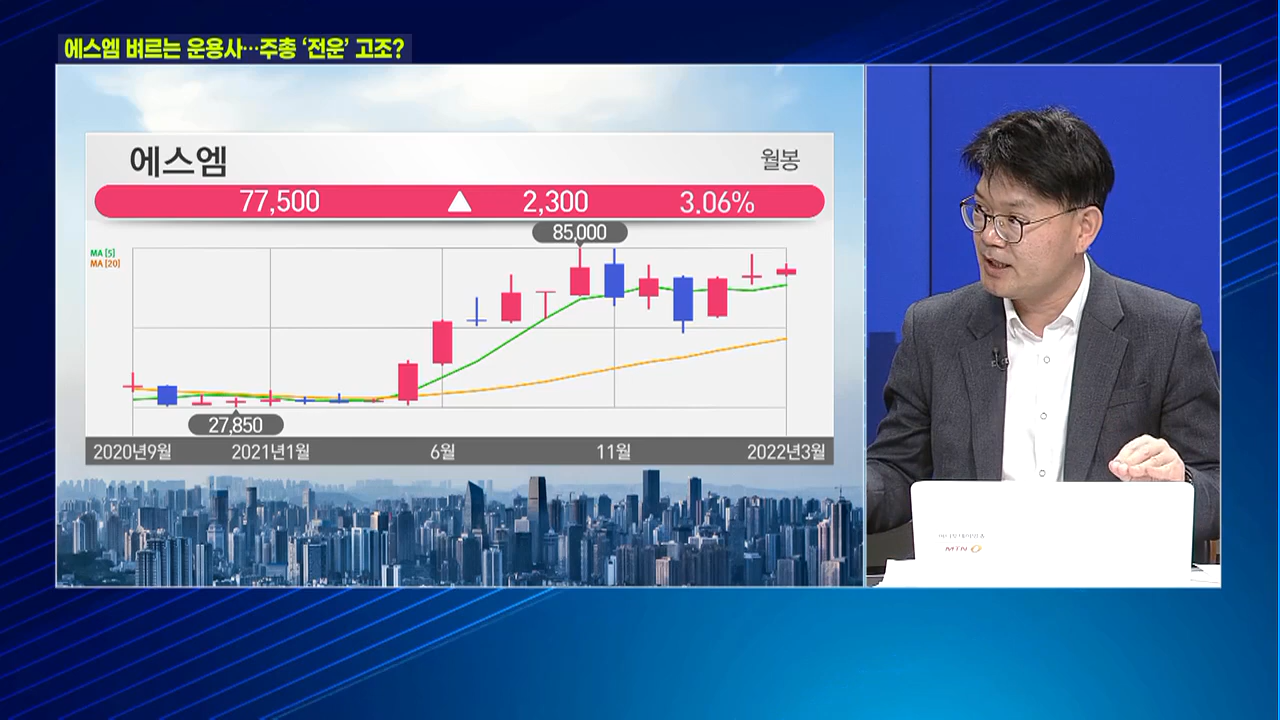 에스엠 벼르는 운용사…주총 '전운' 고조?
에스엠
월봉
77,500 ▲ 2,300 3.06%
85,000
MA [5]
MA [20]
27,850
2020년9월 2021년1월 6월 11월 2022년3월
MTN